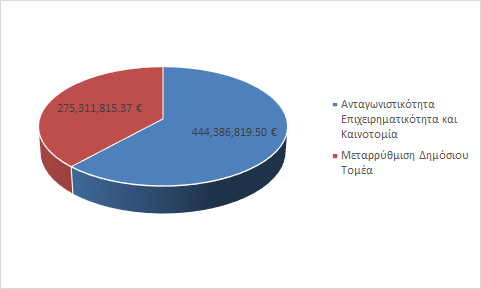 275,311,815.37 €
444,386,819.50 €
Ανταγωνιστικότητα
Επιχειρηματικότητα και
Καινοτομία
Μεταρρύθμιση Δημόσιου
Τομέα